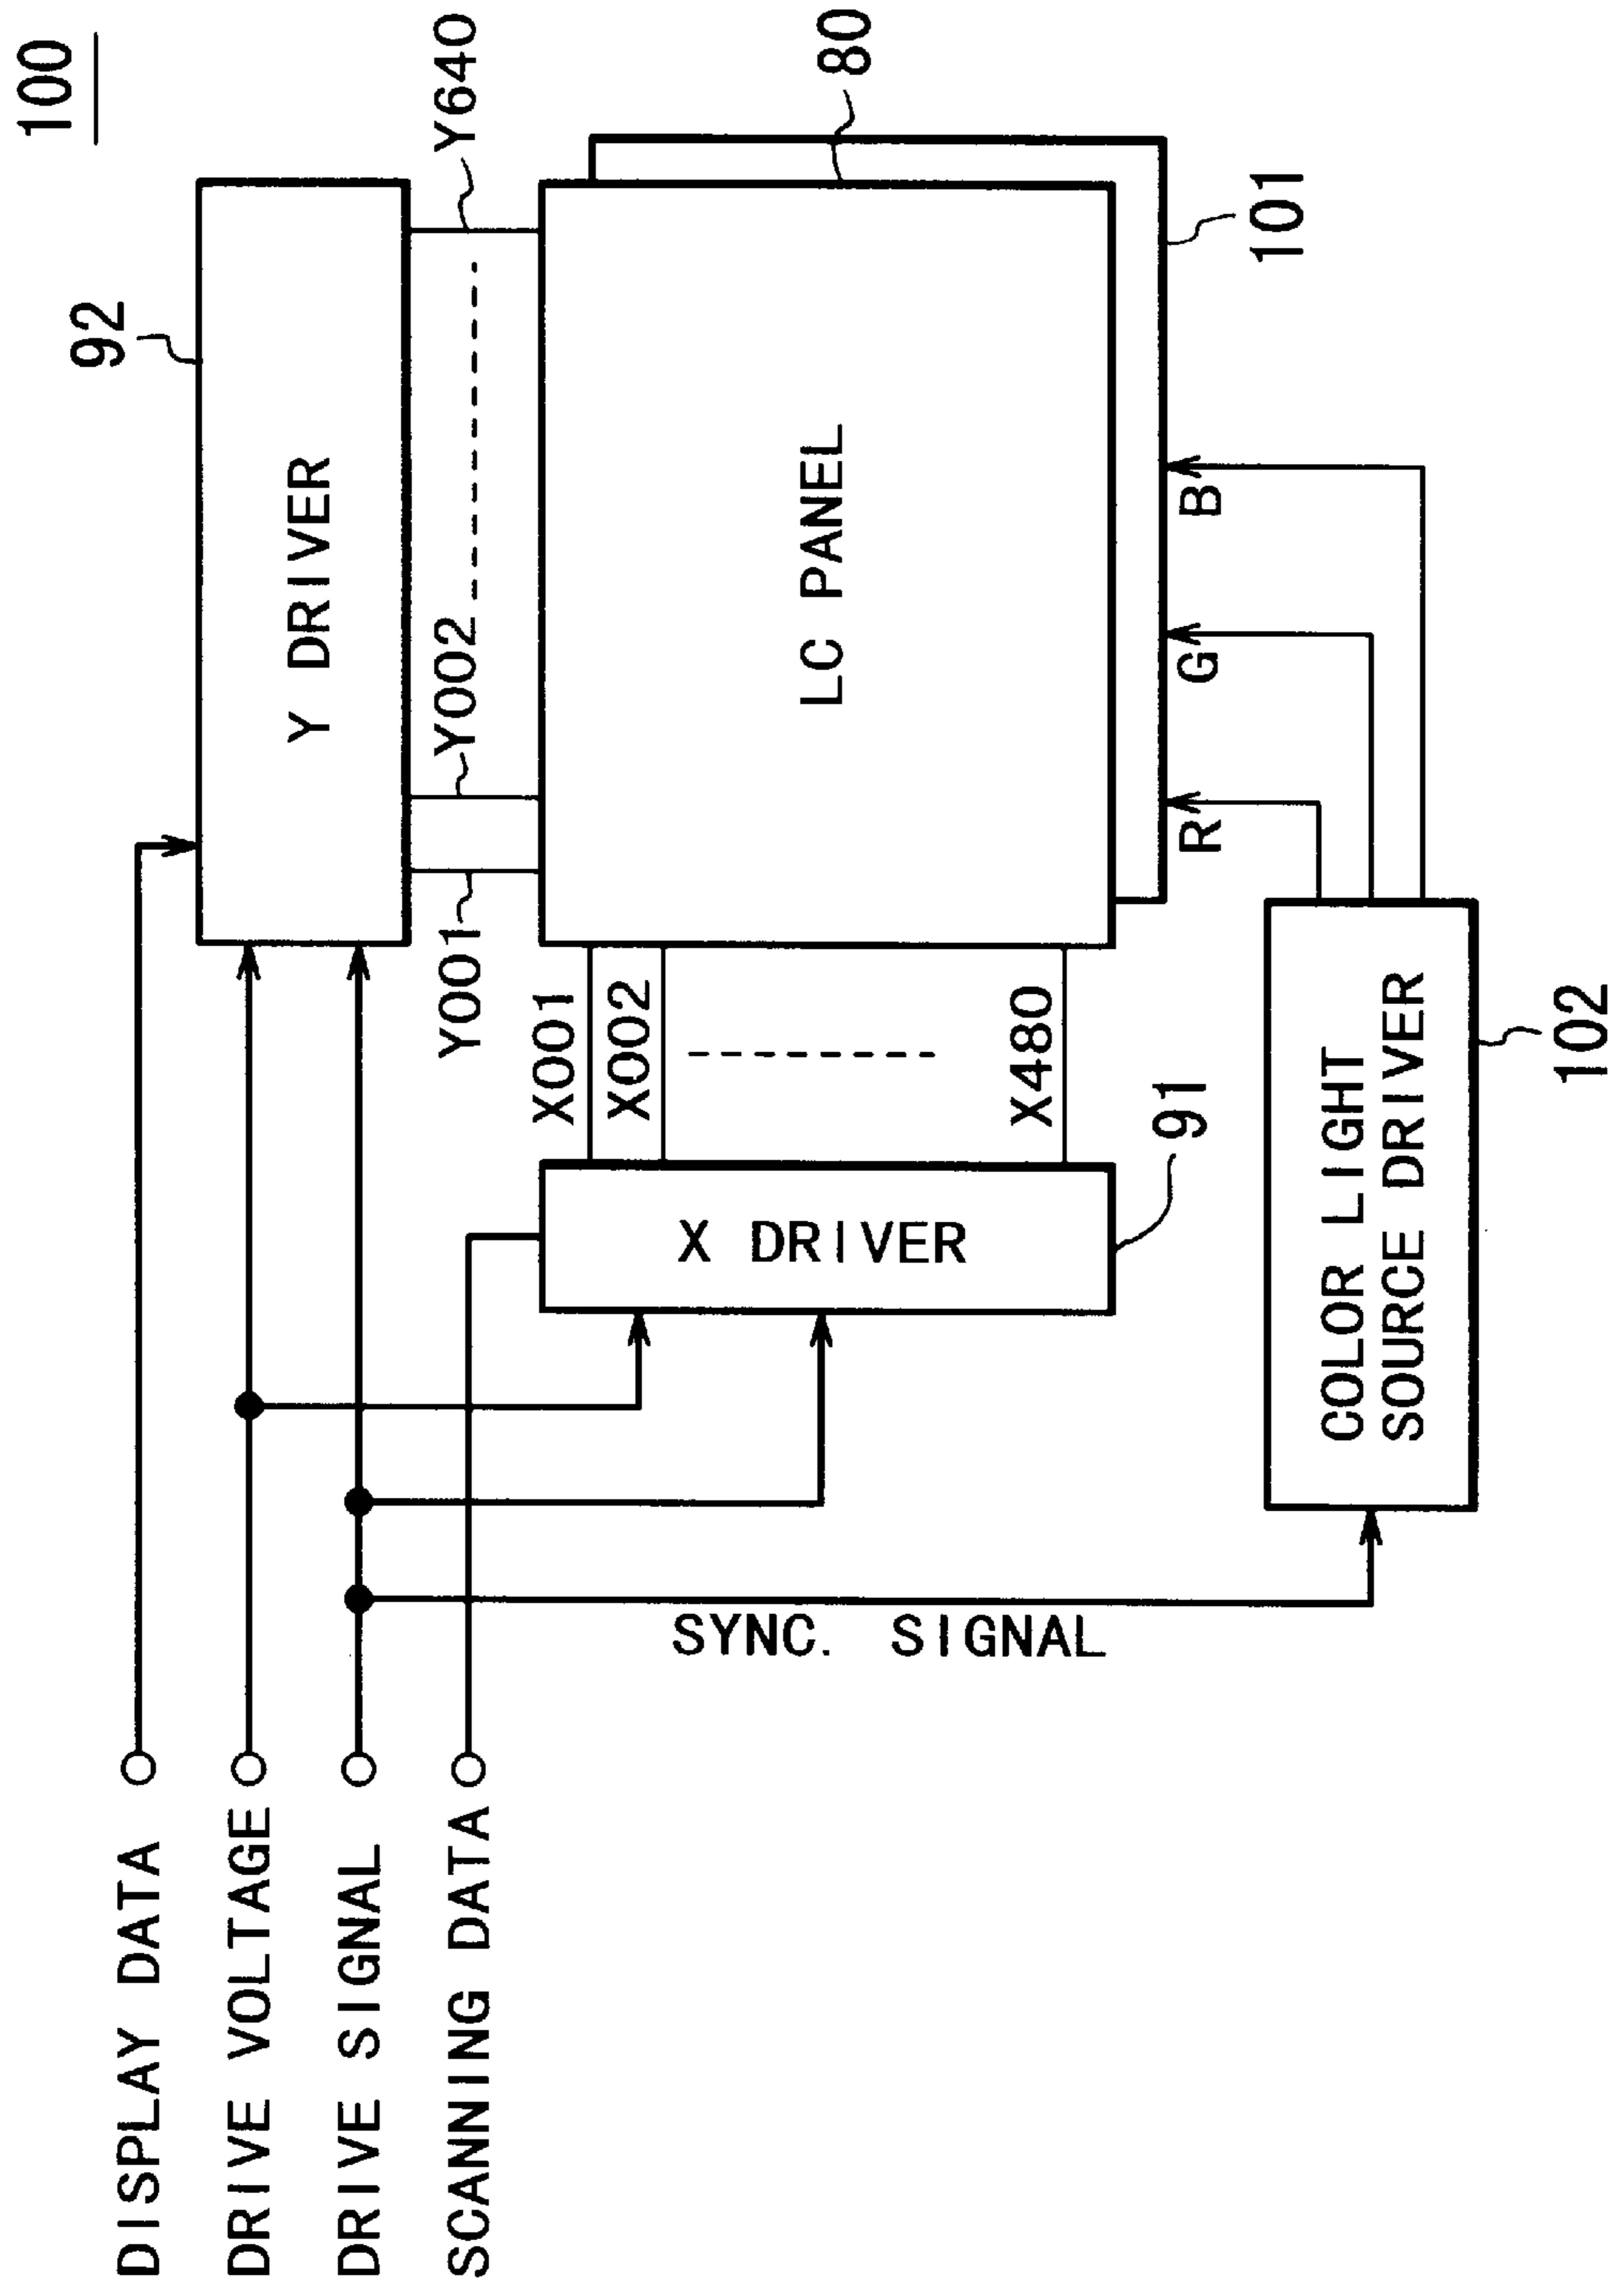 100
92
Y DRIVER
DISPLAY DATA
DRIVE VOLTAGE
DRIVE SIGNAL
SCANNING DATA
Y001
Y002
Y640
X001
X002
X480
X DRIVER
91
LC PANEL
80
101
SYNC. SIGNAL
R
G
B
COLOR LIGHT
SOURCE DRIVER
102